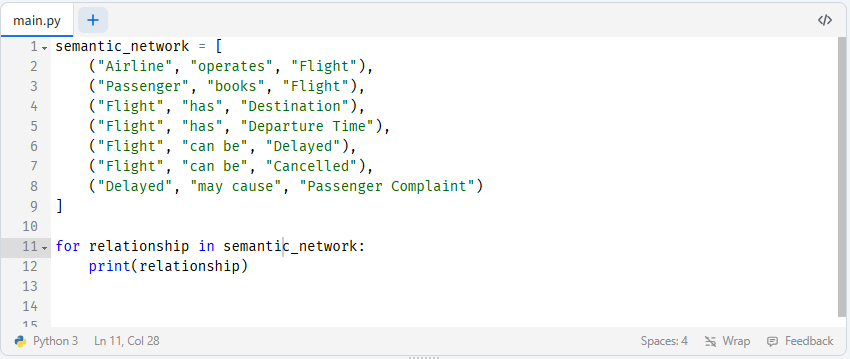 main.py +
1 semantic_network = [
2     ("Airline", "operates", "Flight"),
3     ("Passenger", "books", "Flight"),
4     ("Flight", "has", "Destination"),
5     ("Flight", "has", "Departure Time"),
6     ("Flight", "can be", "Delayed"),
7     ("Flight", "can be", "Cancelled"),
8     ("Delayed", "may cause", "Passenger Complaint")
9 ]
10
11 for relationship in semantic_network:
12     print(relationship)
13
14
15
Python 3 Ln 11, Col 28 Spaces: 4 Wrap Feedback